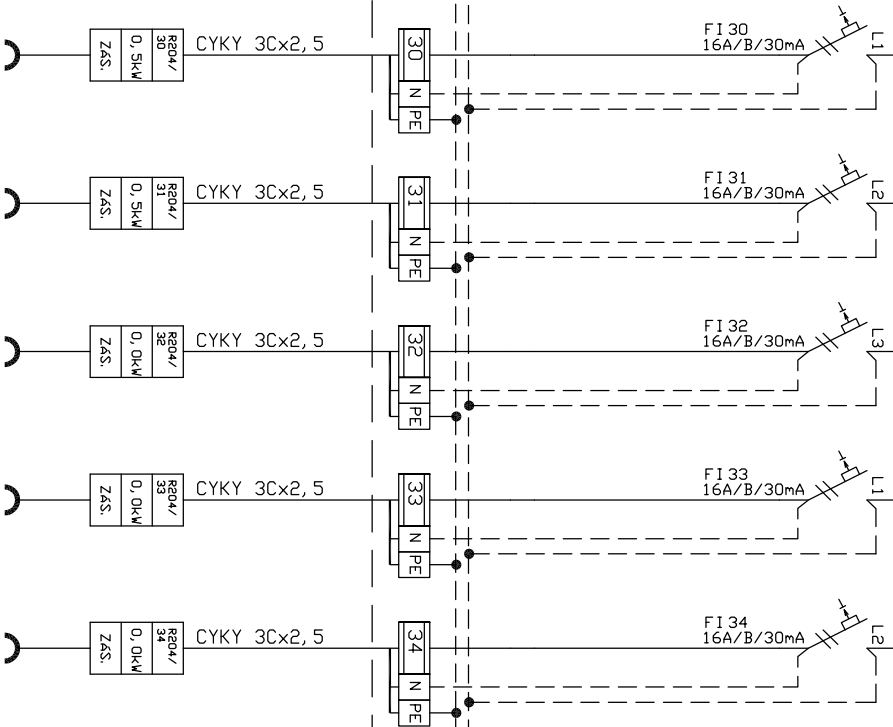 R204/
30
0,5kW
ZÁS.
CYKY 3Cx2,5
30
N
PE
FI30
16A/B/30mA
L1
R204/
31
0,5kW
ZÁS.
CYKY 3Cx2,5
31
N
PE
FI31
16A/B/30mA
L2
R204/
32
0,0kW
ZÁS.
CYKY 3Cx2,5
32
N
PE
FI32
16A/B/30mA
L3
R204/
33
0,0kW
ZÁS.
CYKY 3Cx2,5
33
N
PE
FI33
16A/B/30mA
L1
R204/
34
0,0kW
ZÁS.
CYKY 3Cx2,5
34
N
PE
FI34
16A/B/30mA
L2